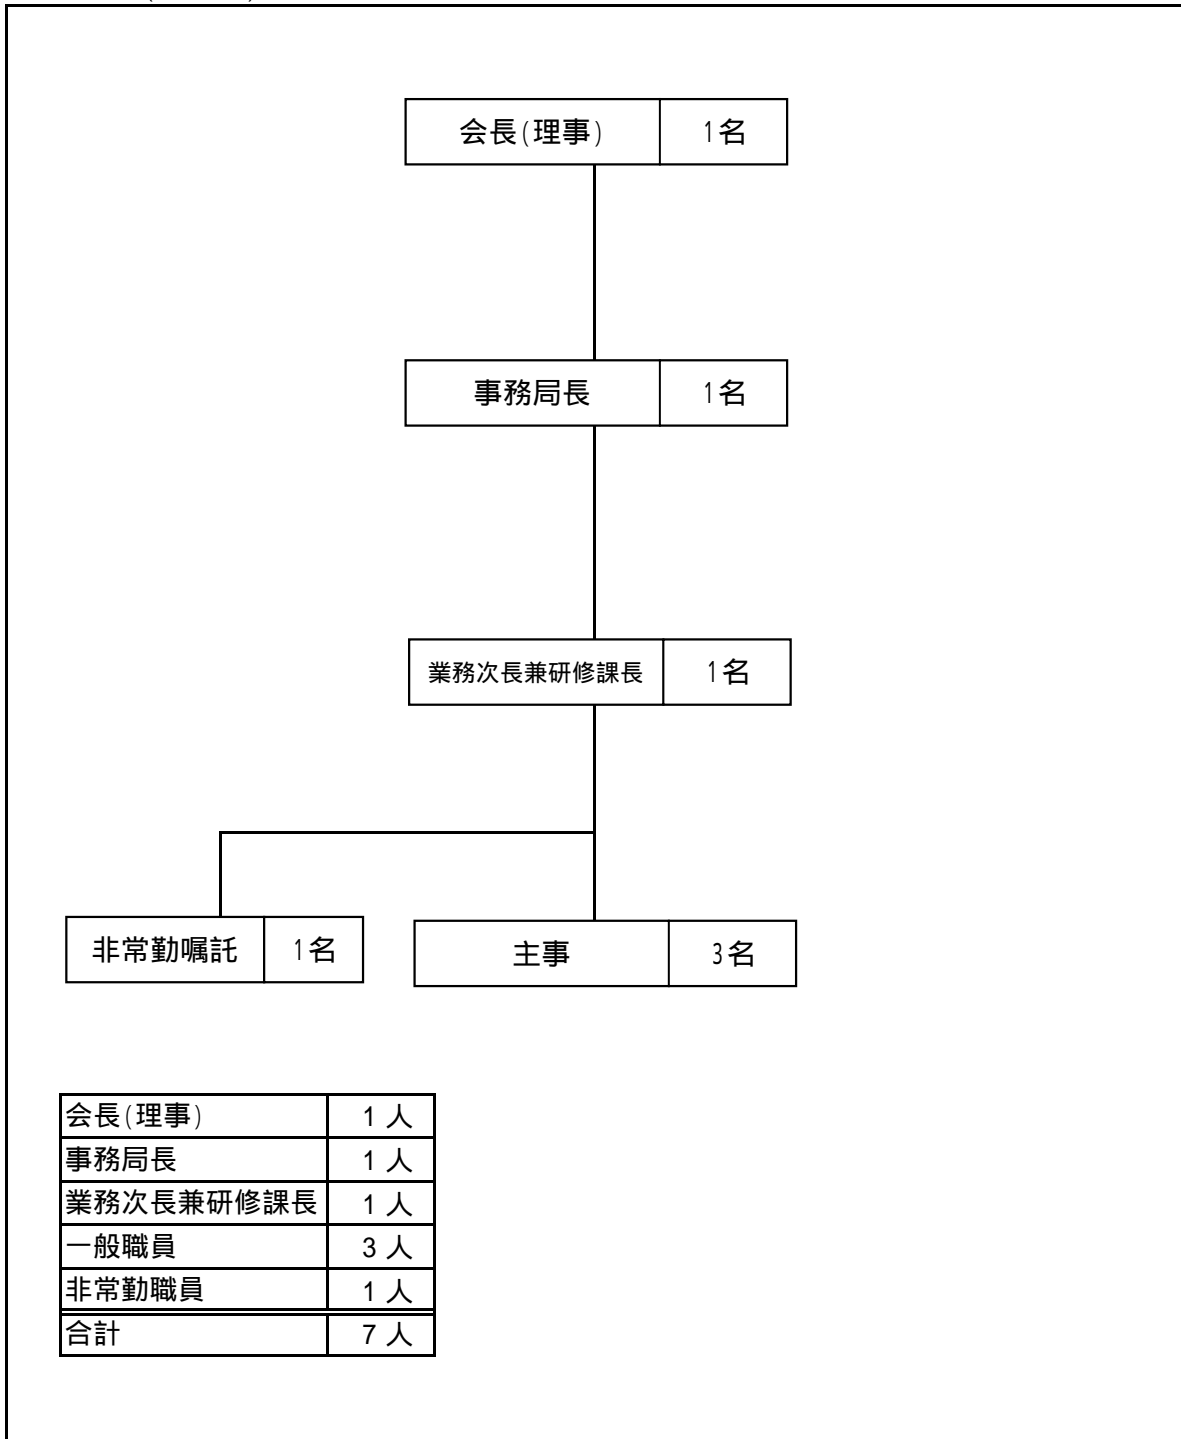 会長(理事) 1名
事務局長 1名
業務次長兼研修課長 1名
非常勤嘱託 1名 主事 3名
会長(理事) 1人
事務局長 1人
業務次長兼研修課長 1人
一般職員 3人
非常勤職員 1人
合計 7人